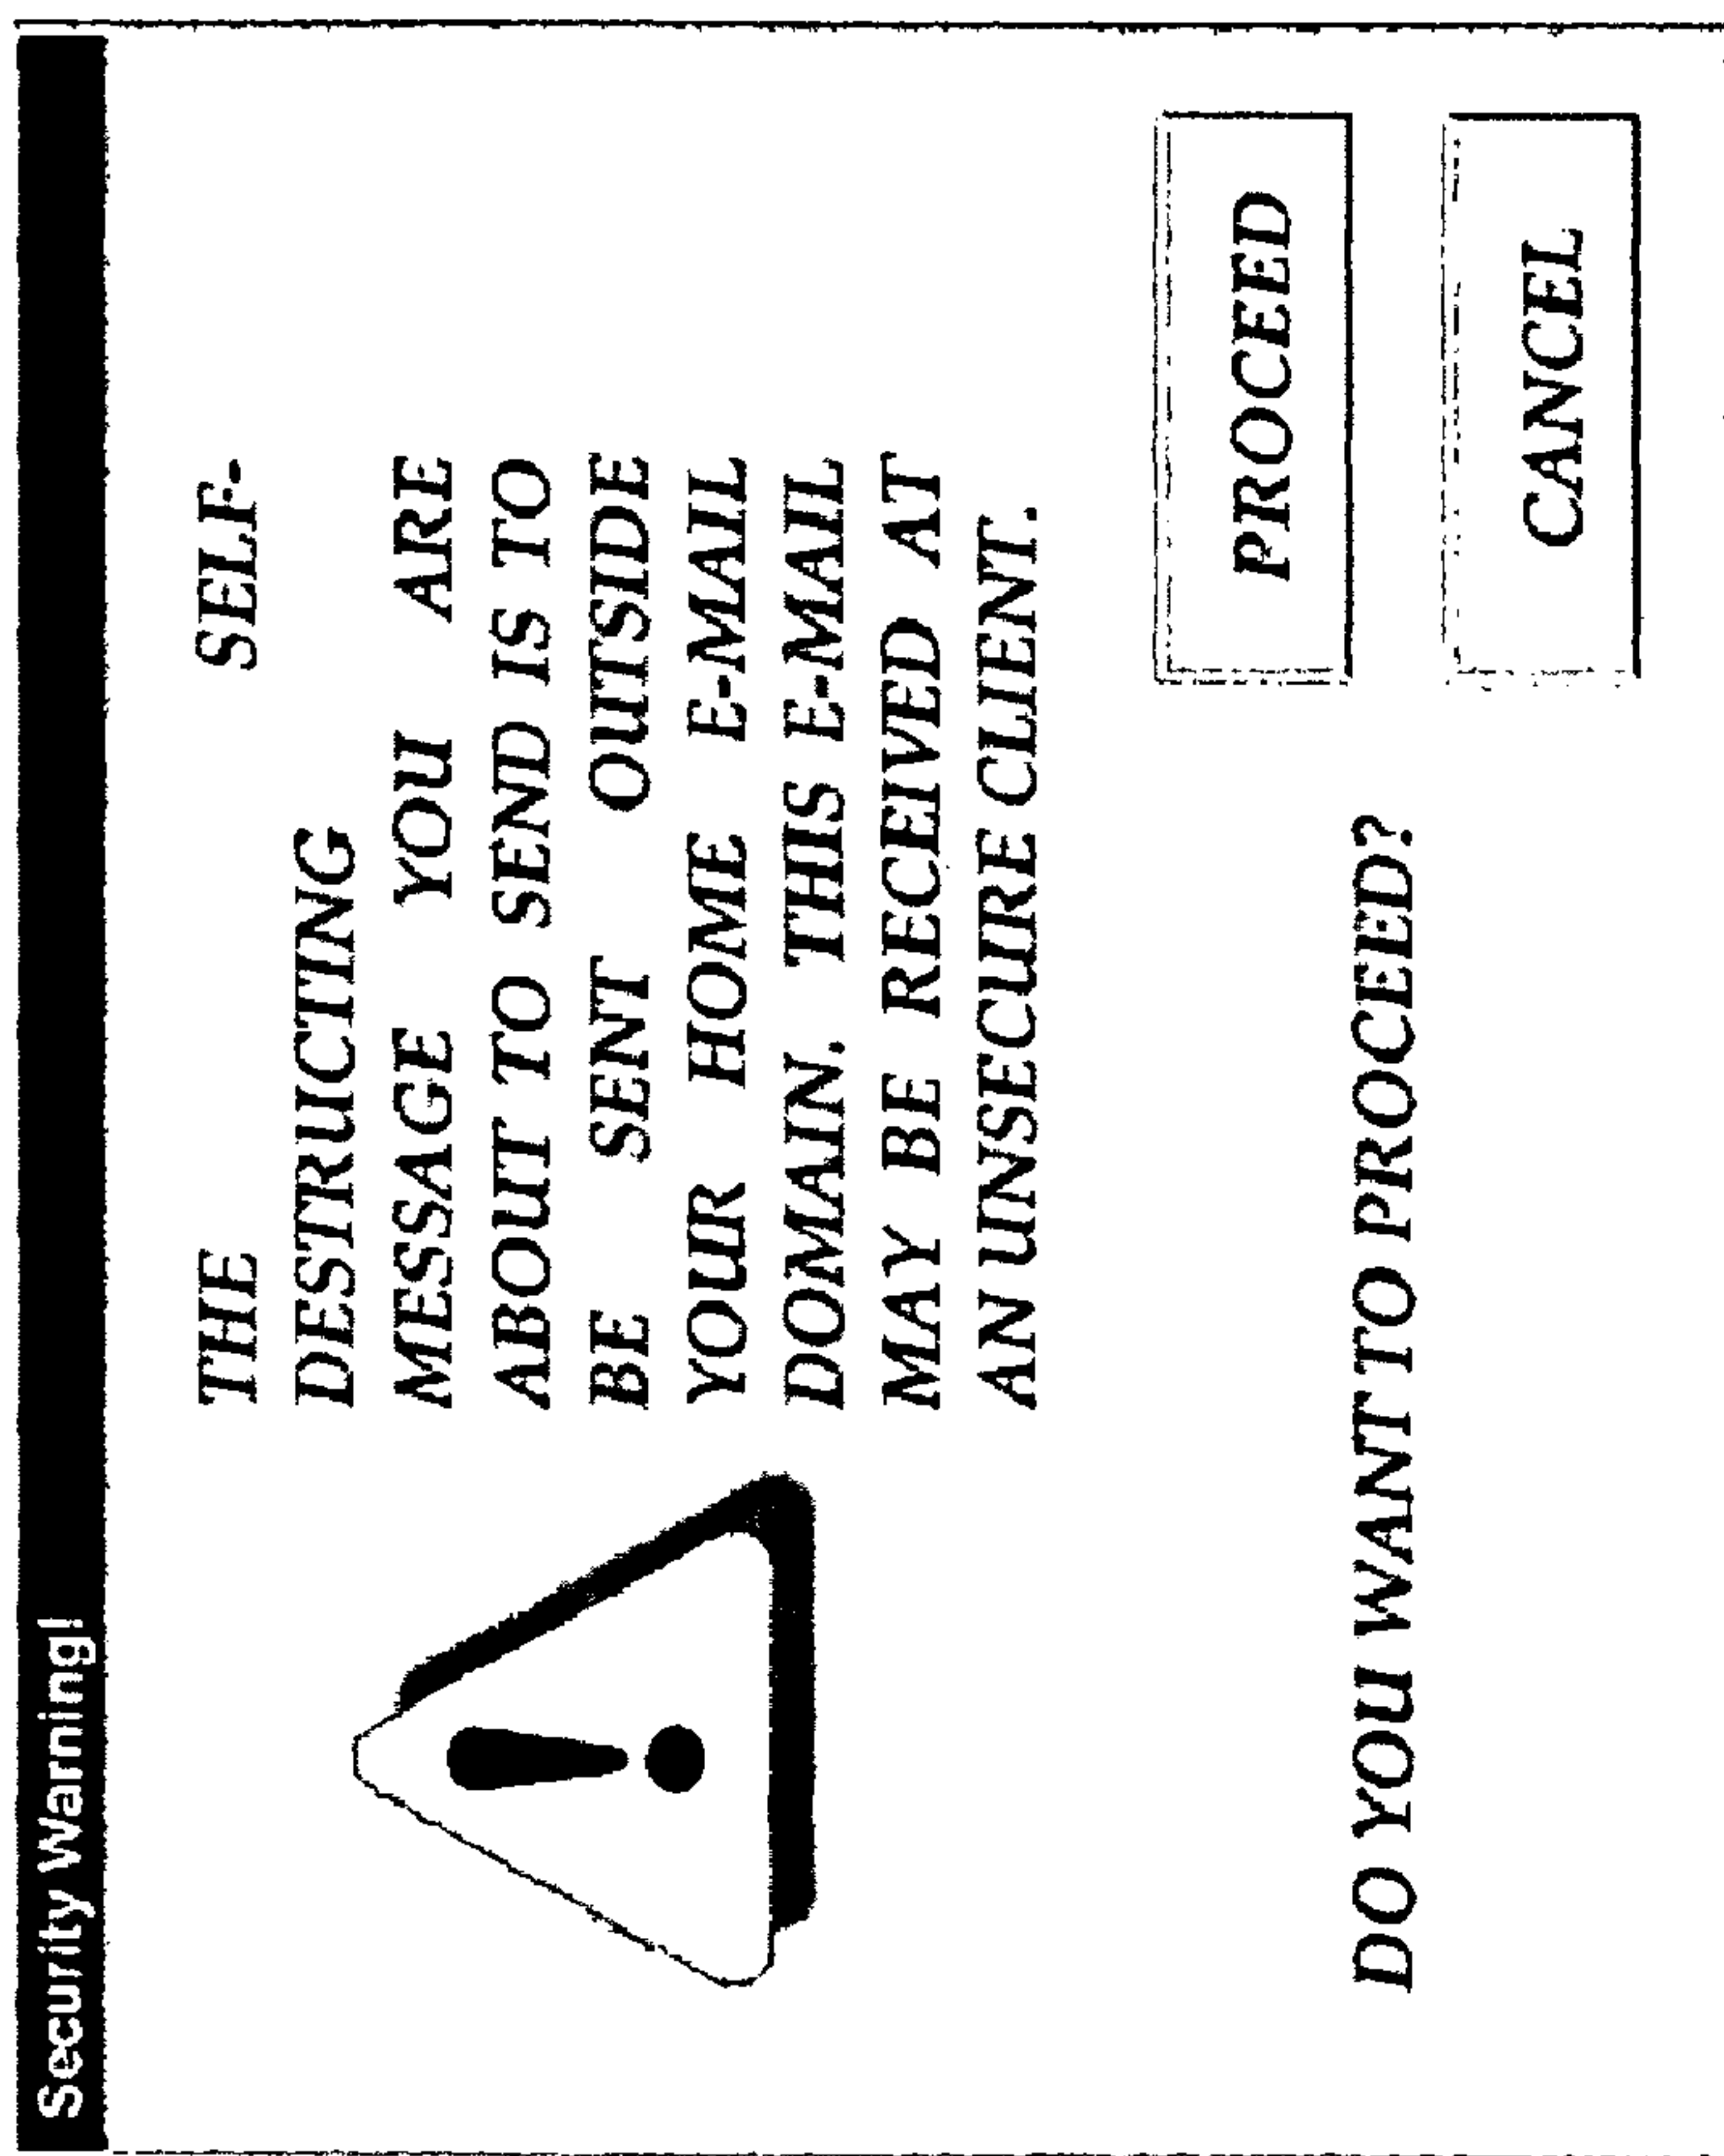 Security Warning!
THE SELF-
DESTRUCTING
MESSAGE YOU ARE
ABOUT TO SEND IS TO
BE SENT OUTSIDE
YOUR HOME E-MAIL
DOMAIN. THIS E-MAIL
MAY BE RECEIVED AT
AN UNSECURE CLIENT.
PROCEED
DO YOU WANT TO PROCEED?
CANCEL